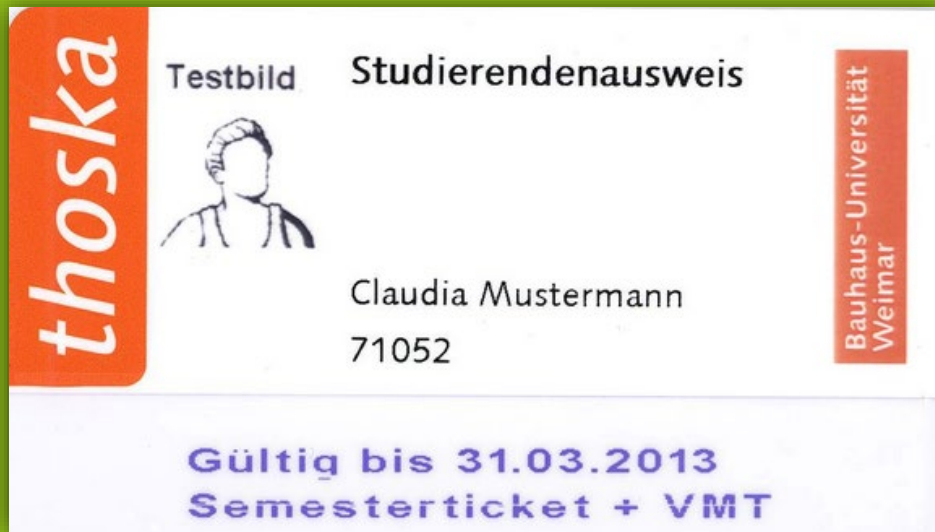 thoska
Testbild
Studierendenausweis
Claudia Mustermann
71052
Bauhaus-Universität
Weimar
Gültig bis 31.03.2013
Semesterticket + VMT